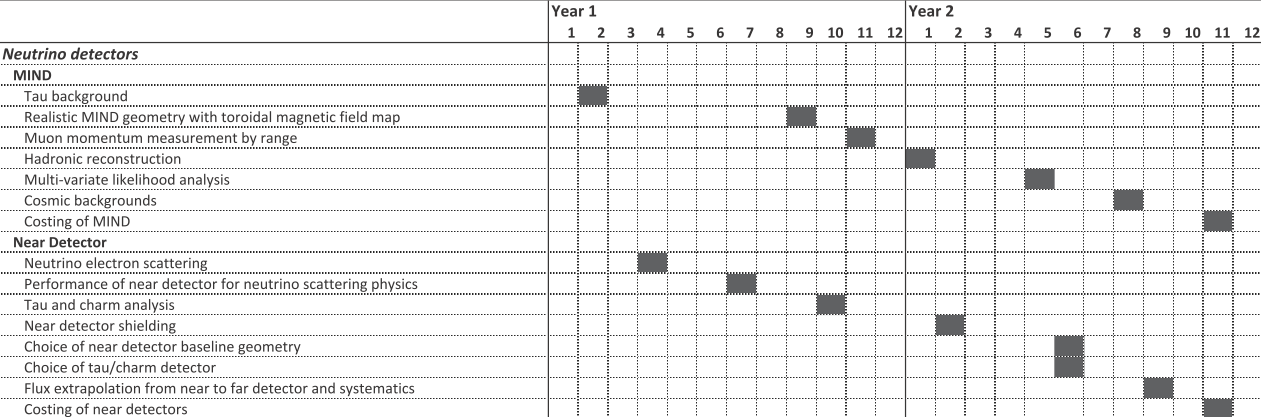 Year 1 Year 2
1 2 3 4 5 6 7 8 9 10 11 12 1 2 3 4 5 6 7 8 9 10 11 12
Neutrino detectors
MIND
Tau background
Realistic MIND geometry with toroidal magnetic field map
Muon momentum measurement by range
Hadronic reconstruction
Multi-variate likelihood analysis
Cosmic backgrounds
Costing of MIND
Near Detector
Neutrino electron scattering
Performance of near detector for neutrino scattering physics
Tau and charm analysis
Near detector shielding
Choice of near detector baseline geometry
Choice of tau/charm detector
Flux extrapolation from near to far detector and systematics
Costing of near detectors